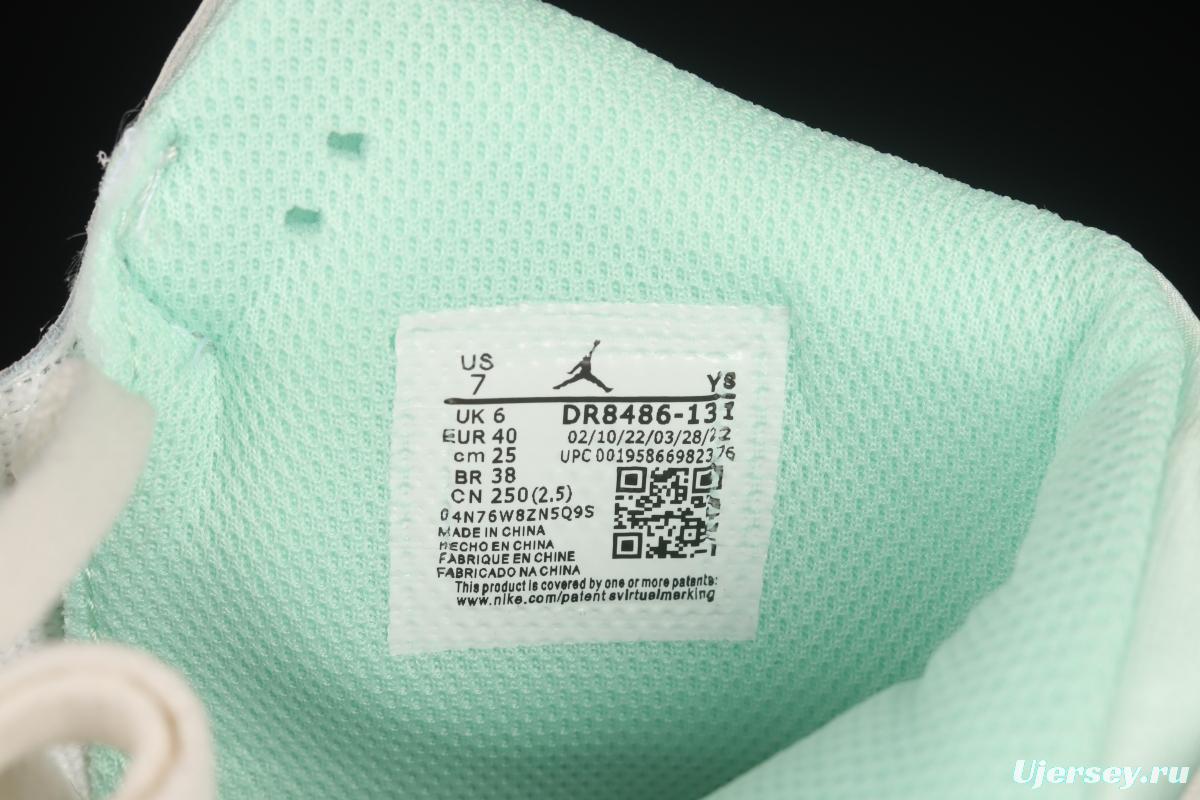 US
7 YS
UK 6 DR8486-131
EUR 40 02/10/22/03/28/22
cm 25 UPC 00195866982376
BR 38
CN 250(2.5)
04N76W8ZN5Q9S
MADE IN CHINA
HECHO EN CHINA
FABRIQUE EN CHINE
FABRICADO NA CHINA
This product is covered by one or more patents:
www.nike.com/patentsvirtuelmerking
Ujersey.ru